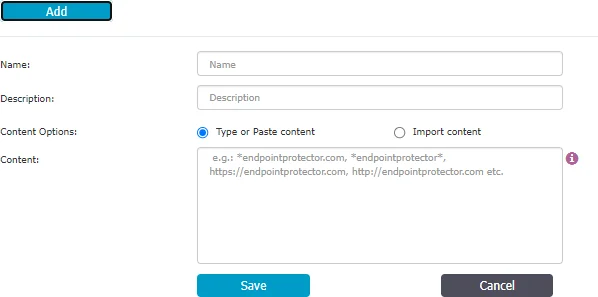 Add
Name:
Name
Description:
Description
Content Options:
Type or Paste content
Import content
Content:
e.g.: *endpointprotector.com, *endpointprotector*,
https://endpointprotector.com, http://endpointprotector.com etc.
Save
Cancel